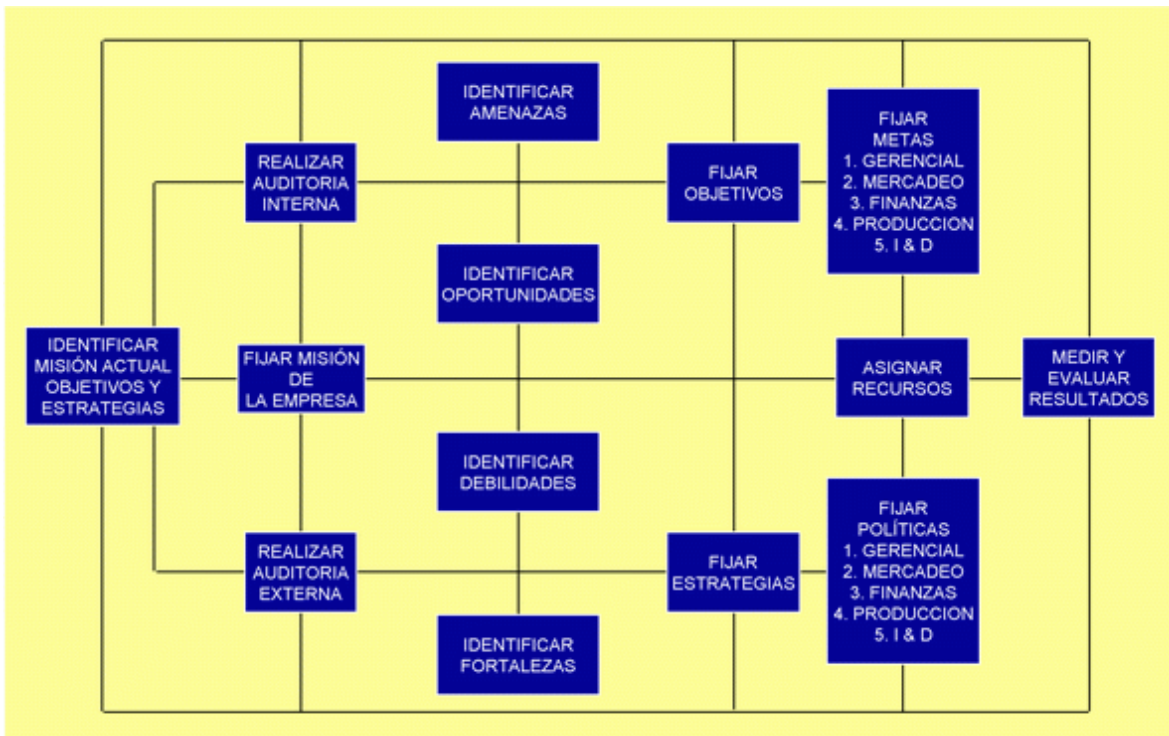 IDENTIFICAR
AMENAZAS
REALIZAR
AUDITORIA
INTERNA
FIJAR
OBJETIVOS
FIJAR
METAS
1. GERENCIAL
2. MERCADEO
3. FINANZAS
4. PRODUCCION
5. I & D
IDENTIFICAR
OPORTUNIDADES
IDENTIFICAR
MISIÓN ACTUAL
OBJETIVOS Y
ESTRATEGIAS
FIJAR MISIÓN
DE
LA EMPRESA
ASIGNAR
RECURSOS
MEDIR Y
EVALUAR
RESULTADOS
IDENTIFICAR
DEBILIDADES
REALIZAR
AUDITORIA
EXTERNA
FIJAR
ESTRATEGIAS
FIJAR
POLÍTICAS
1. GERENCIAL
2. MERCADEO
3. FINANZAS
4. PRODUCCION
5. I & D
IDENTIFICAR
FORTALEZAS